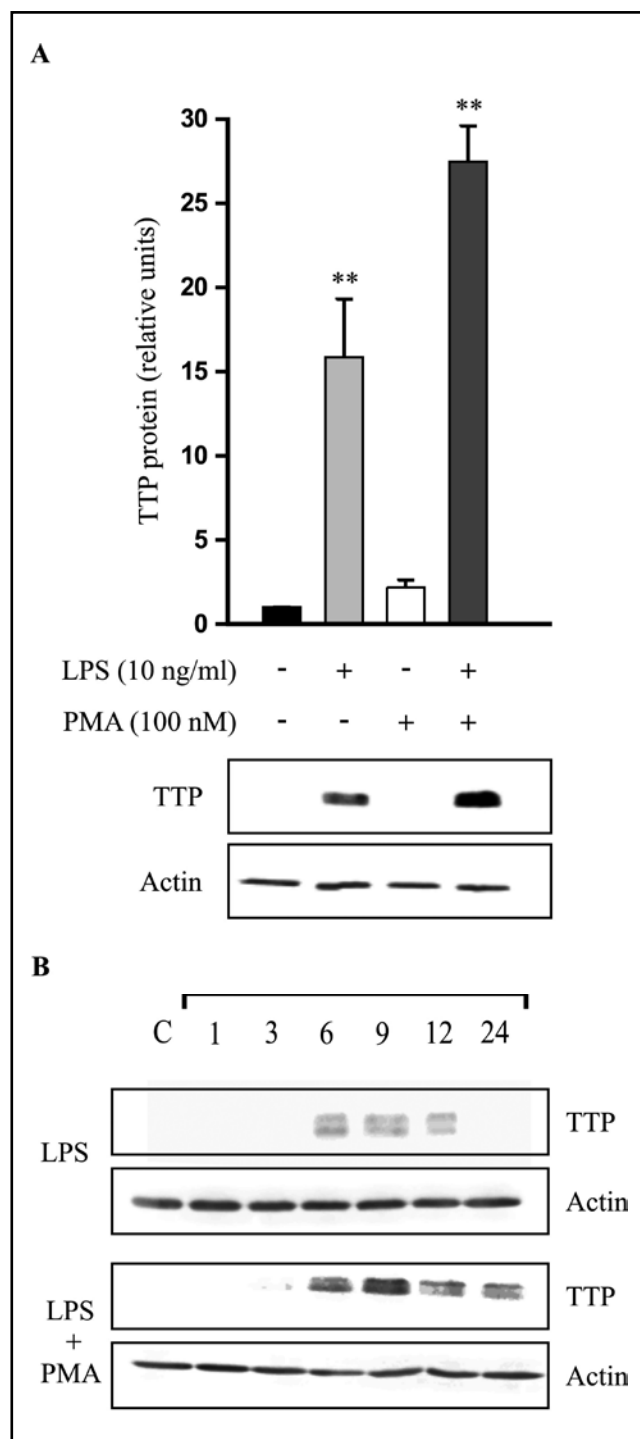 A
**
**
30
25
20
15
10
5
0
TTP protein (relative units)
LPS (10 ng/ml) - + - +
PMA (100 nM) - - + +
TTP
Actin
B
C 1 3 6 9 12 24
LPS
TTP
Actin
LPS
+
PMA
TTP
Actin